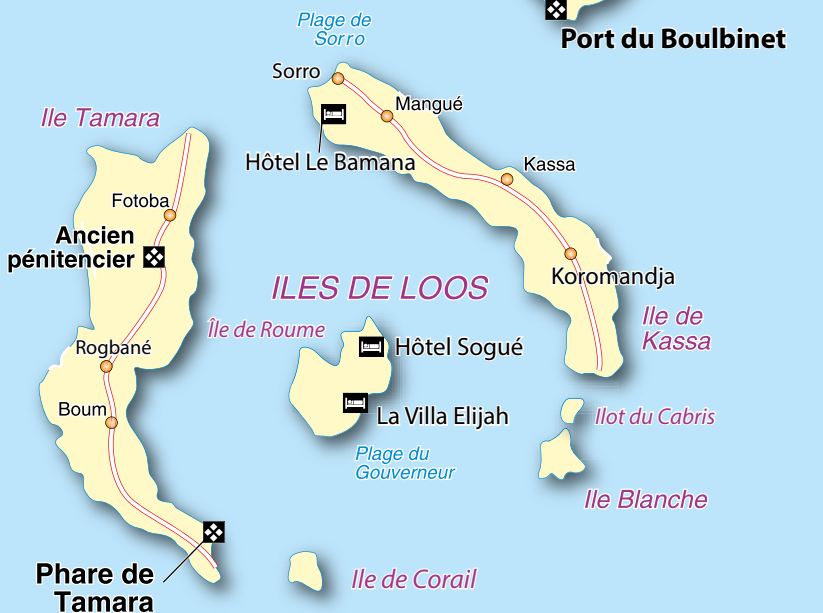 Plage de
Sorro
Port du Boulbinet
Sorro
Mangué
Ile Tamara
Hôtel Le Bamana
Kassa
Fotoba
Ancien
pénitencier
Koromandja
ILES DE LOOS
Ile de
Kassa
Île de Roume
Rogbané
Hôtel Sogué
Boum
La Villa Elijah
Ilot du Cabris
Plage du
Gouverneur
Ile Blanche
Phare de
Tamara
Ile de Corail